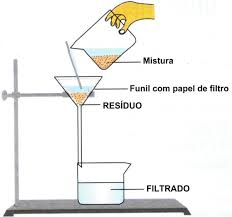 Mistura
Funil com papel de filtro
RESÍDUO
FILTRADO